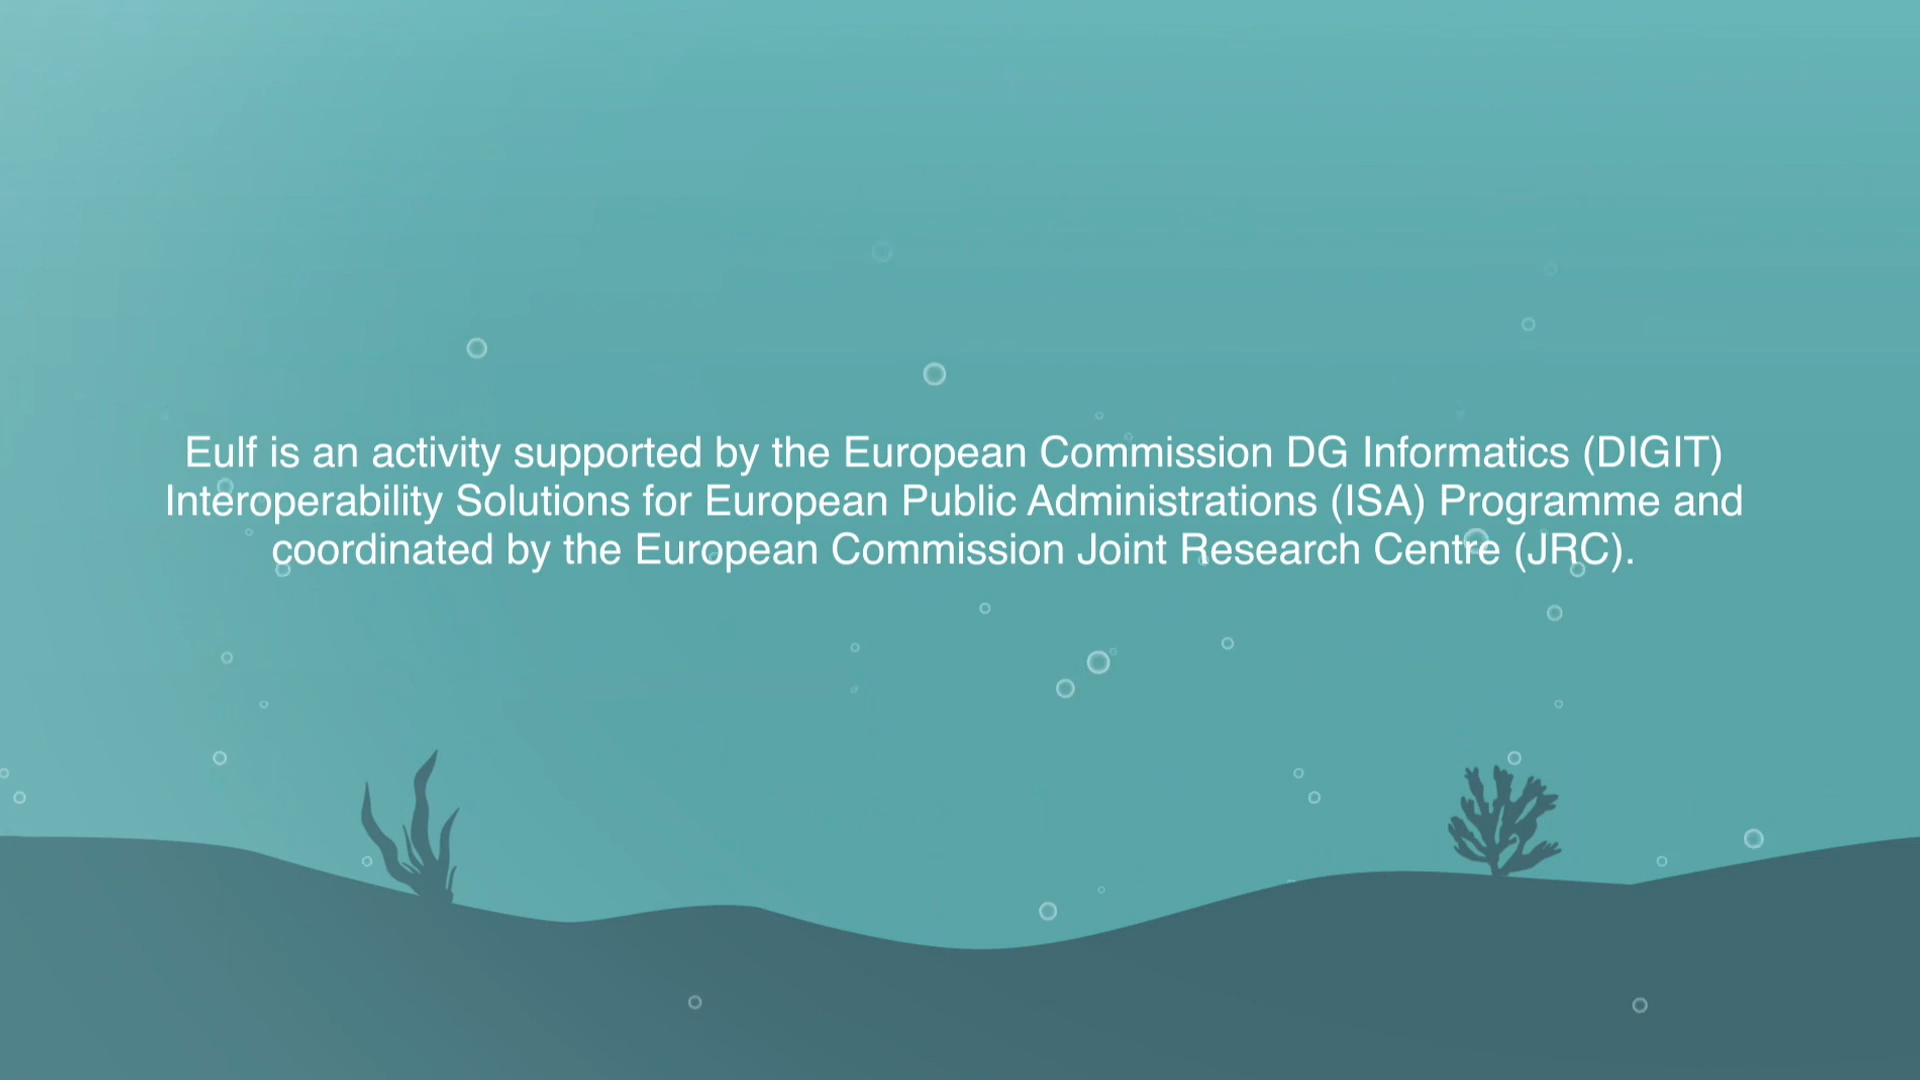 Eulf is an activity supported by the European Commission DG Informatics (DIGIT)
Interoperability Solutions for European Public Administrations (ISA) Programme and
coordinated by the European Commission Joint Research Centre (JRC).